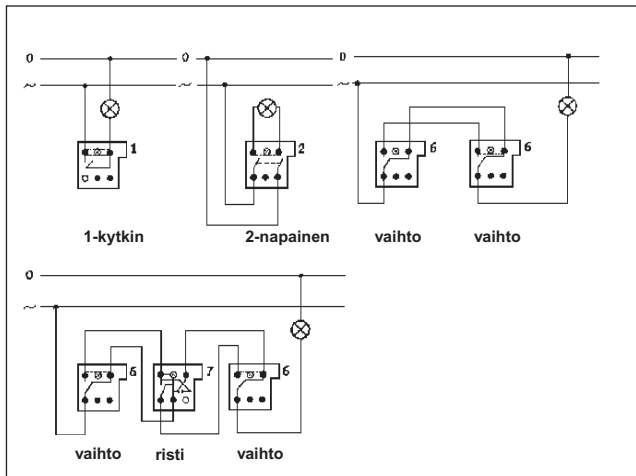 0 0 0
~ ~ ~
1 2 6 6
1-kytkin 2-napainen vaihto vaihto
0
~
6 7 6
vaihto risti vaihto